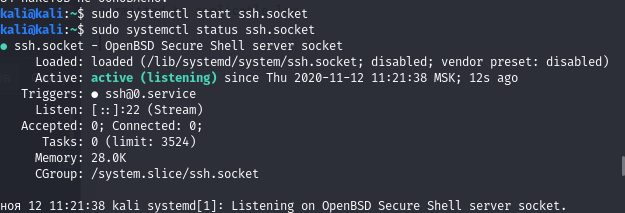 kali@kali:~$ sudo systemctl start ssh.socket
kali@kali:~$ sudo systemctl status ssh.socket
● ssh.socket - OpenBSD Secure Shell server socket
Loaded: loaded (/lib/systemd/system/ssh.socket; disabled; vendor preset: disabled)
Active: active (listening) since Thu 2020-11-12 11:21:38 MSK; 12s ago
Triggers: ● ssh@0.service
Listen: [::]:22 (Stream)
Accepted: 0; Connected: 0;
Tasks: 0 (limit: 3524)
Memory: 28.0K
CGroup: /system.slice/ssh.socket
ноя 12 11:21:38 kali systemd[1]: Listening on OpenBSD Secure Shell server socket.